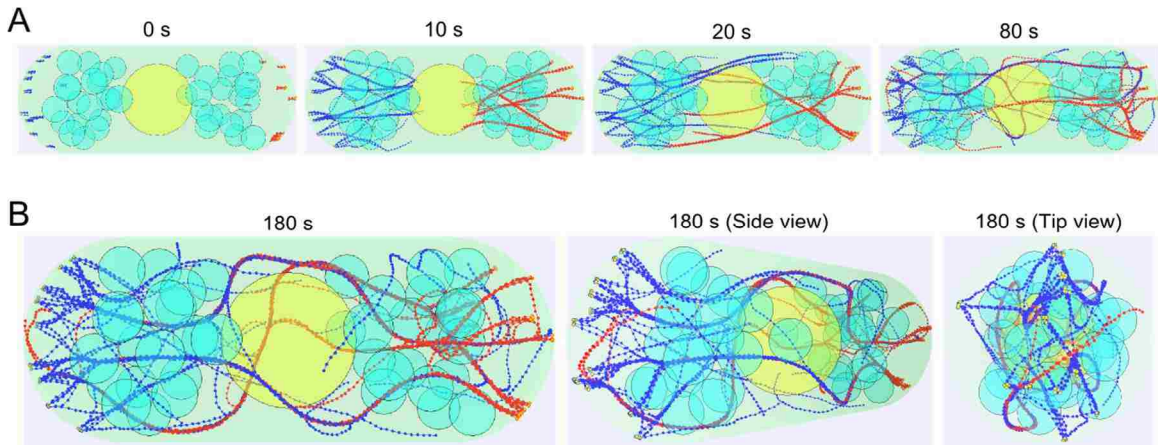 A
0 s
10 s
20 s
80 s
B
180 s
180 s (Side view)
180 s (Tip view)